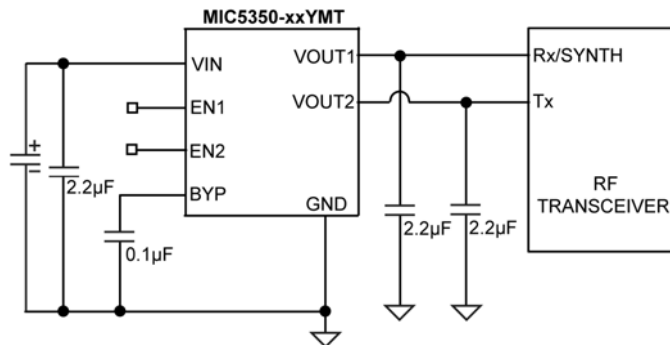 MIC5350-xxYMT
VIN
EN1
EN2
BYP
GND
VOUT1
VOUT2
Rx/SYNTH
Tx
RF
TRANSCEIVER
+
–
2.2µF
0.1µF
2.2µF
2.2µF